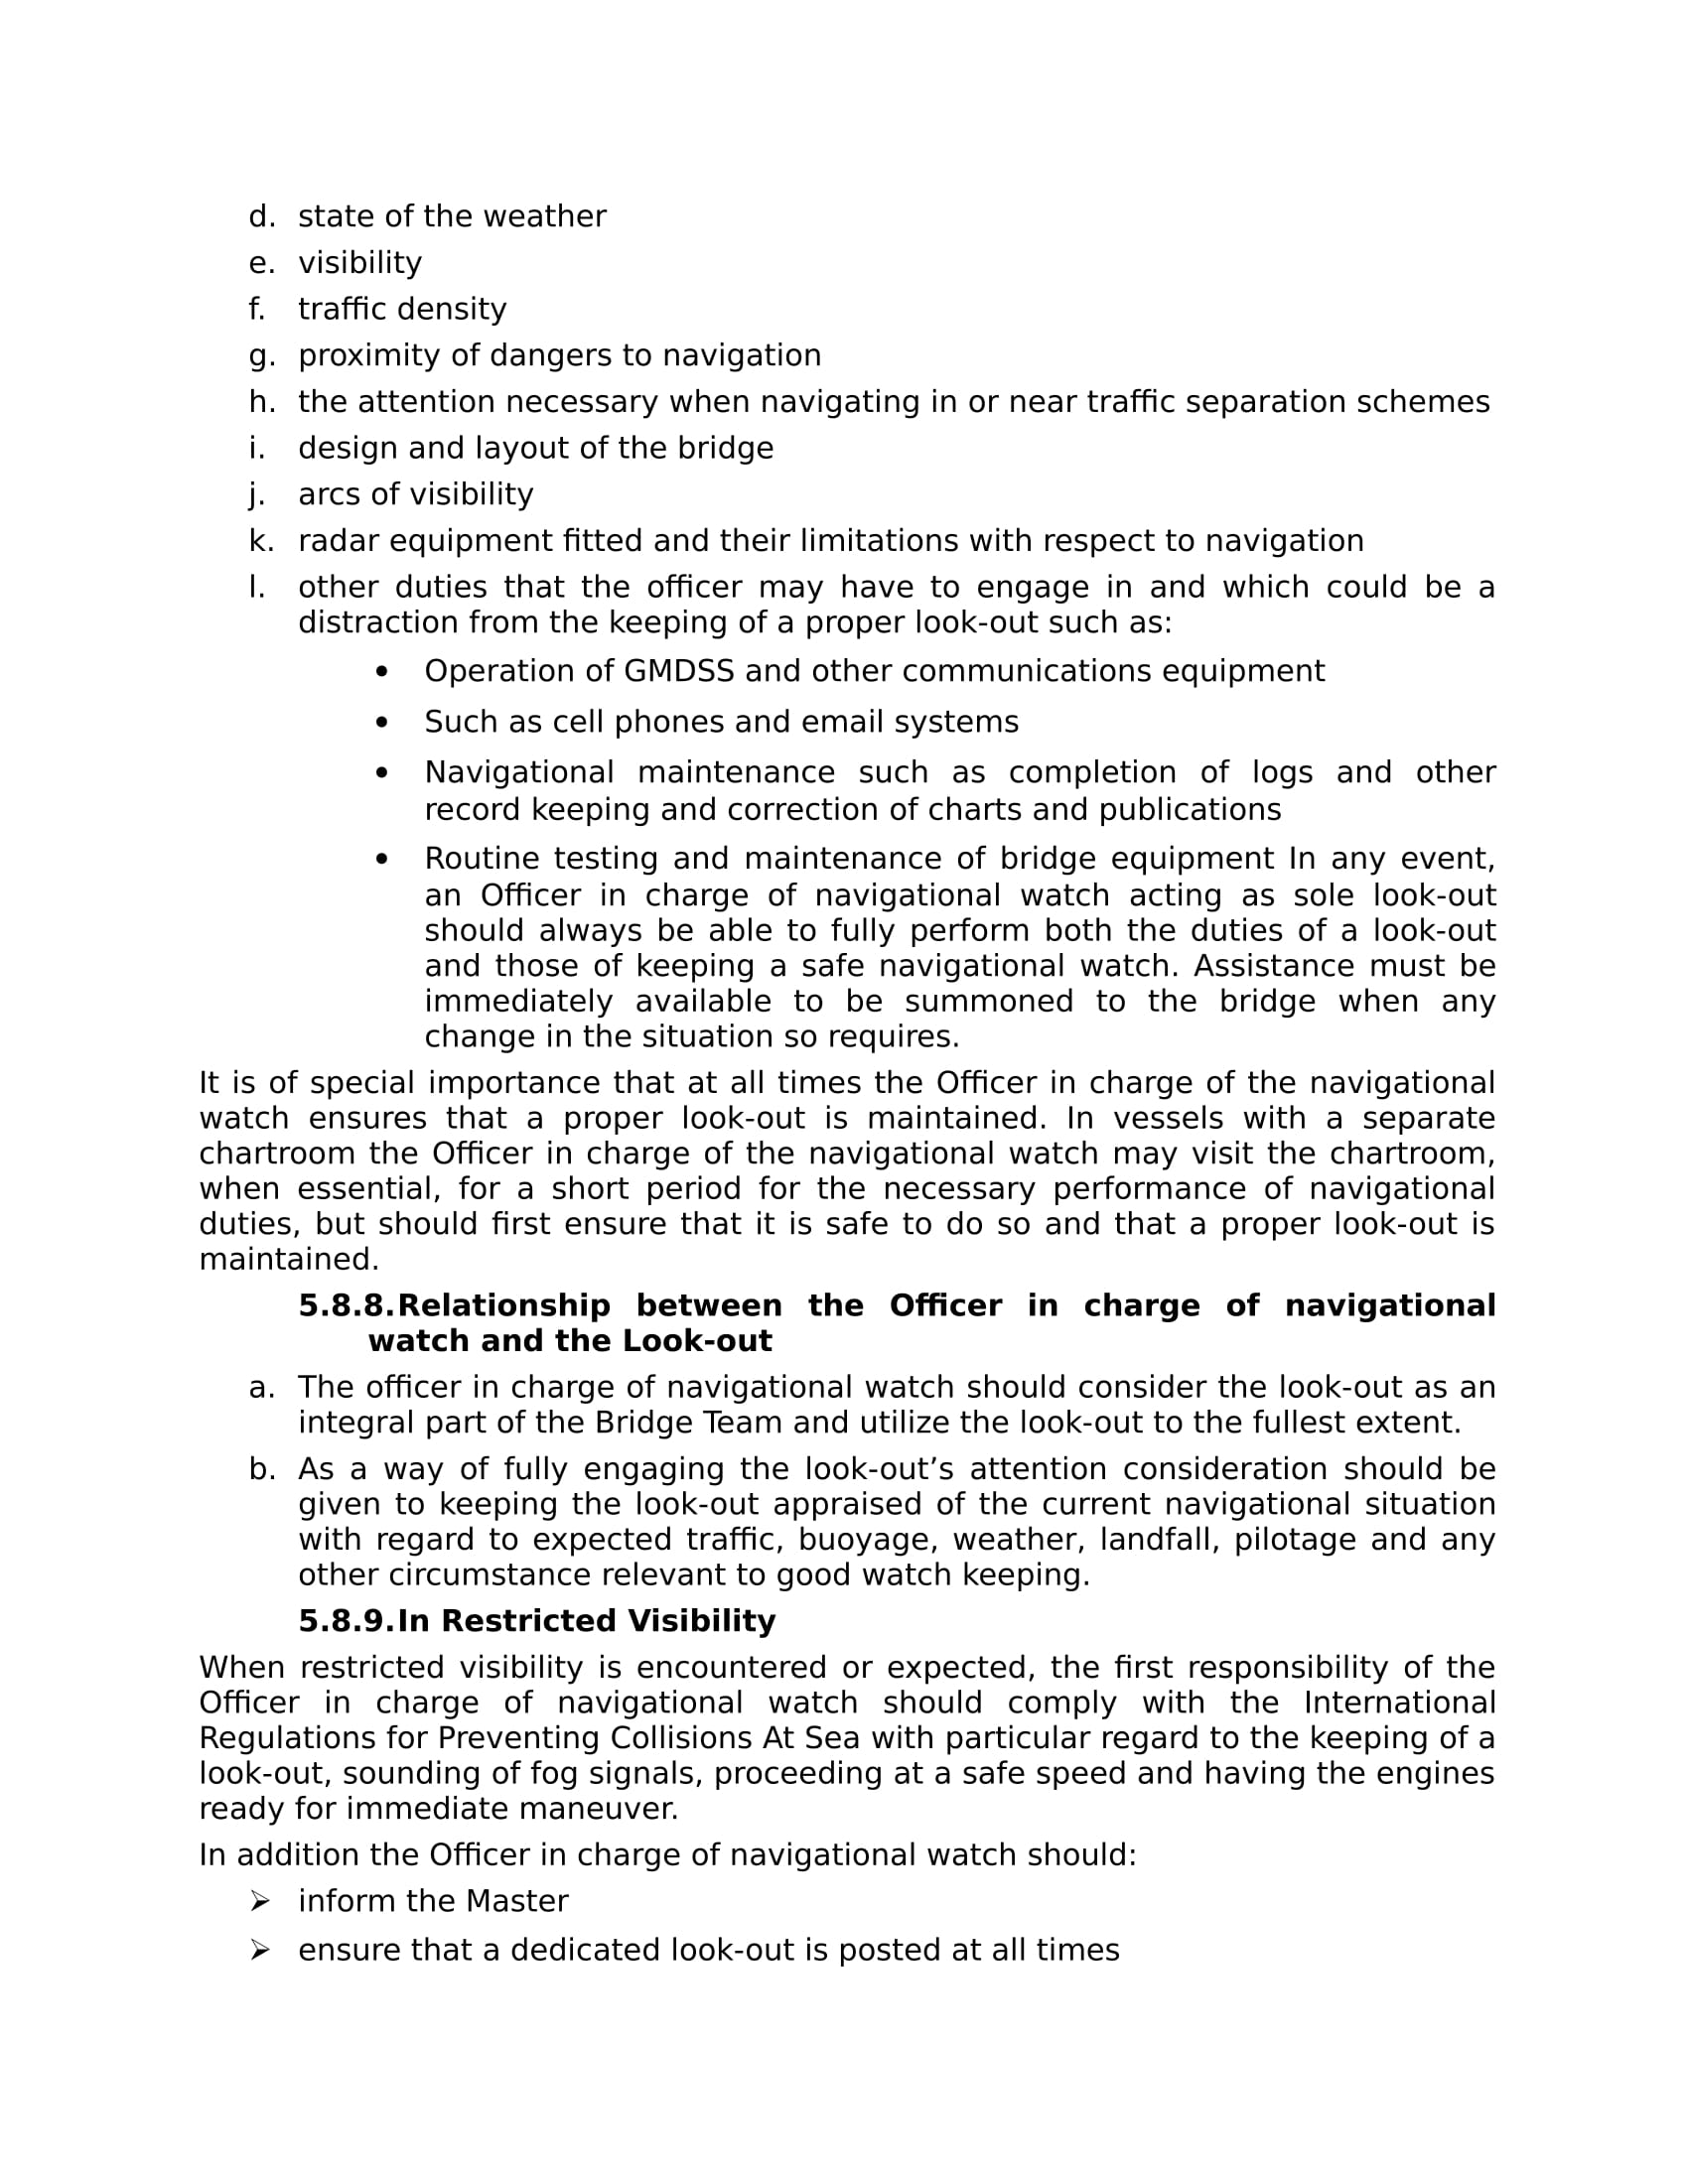 d. state of the weather
e. visibility
f. traffic density
g. proximity of dangers to navigation
h. the attention necessary when navigating in or near traffic separation schemes
i. design and layout of the bridge
j. arcs of visibility
k. radar equipment fitted and their limitations with respect to navigation
l. other duties that the officer may have to engage in and which could be a
distraction from the keeping of a proper look-out such as:
• Operation of GMDSS and other communications equipment
• Such as cell phones and email systems
• Navigational maintenance such as completion of logs and other
record keeping and correction of charts and publications
• Routine testing and maintenance of bridge equipment In any event,
an Officer in charge of navigational watch acting as sole look-out
should always be able to fully perform both the duties of a look-out
and those of keeping a safe navigational watch. Assistance must be
immediately available to be summoned to the bridge when any
change in the situation so requires.
It is of special importance that at all times the Officer in charge of the navigational
watch ensures that a proper look-out is maintained. In vessels with a separate
chartroom the Officer in charge of the navigational watch may visit the chartroom,
when essential, for a short period for the necessary performance of navigational
duties, but should first ensure that it is safe to do so and that a proper look-out is
maintained.
5.8.8.Relationship between the Officer in charge of navigational
watch and the Look-out
a. The officer in charge of navigational watch should consider the look-out as an
integral part of the Bridge Team and utilize the look-out to the fullest extent.
b. As a way of fully engaging the look-out’s attention consideration should be
given to keeping the look-out appraised of the current navigational situation
with regard to expected traffic, buoyage, weather, landfall, pilotage and any
other circumstance relevant to good watch keeping.
5.8.9.In Restricted Visibility
When restricted visibility is encountered or expected, the first responsibility of the
Officer in charge of navigational watch should comply with the International
Regulations for Preventing Collisions At Sea with particular regard to the keeping of a
look-out, sounding of fog signals, proceeding at a safe speed and having the engines
ready for immediate maneuver.
In addition the Officer in charge of navigational watch should:
➢ inform the Master
➢ ensure that a dedicated look-out is posted at all times